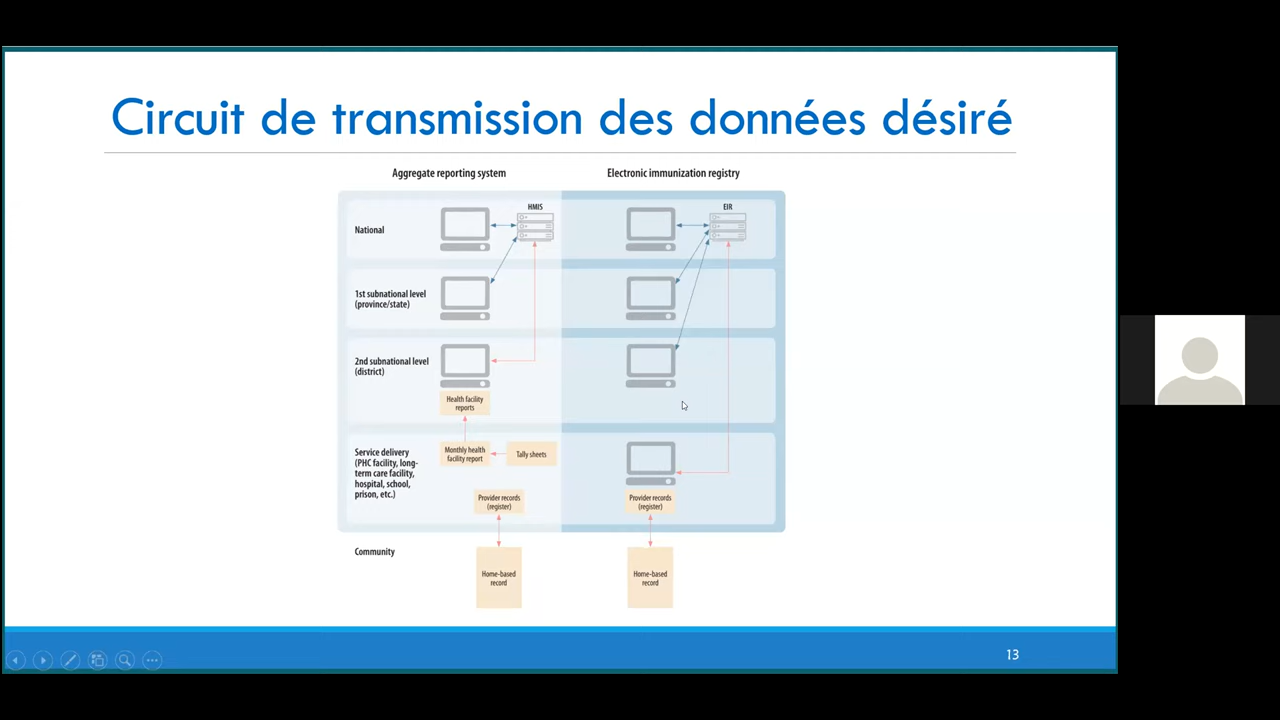 Circuit de transmission des données désiré
Aggregate reporting system
Electronic immunization registry
National
HMIS
EIR
1st subnational level
(province/state)
2nd subnational level
(district)
Health facility
reports
Service delivery
(PHC facility, long-
term care facility,
hospital, school,
prison, etc.)
Monthly health
facility report
Tally sheets
Provider records
(register)
Provider records
(register)
Community
Home-based
record
Home-based
record
13